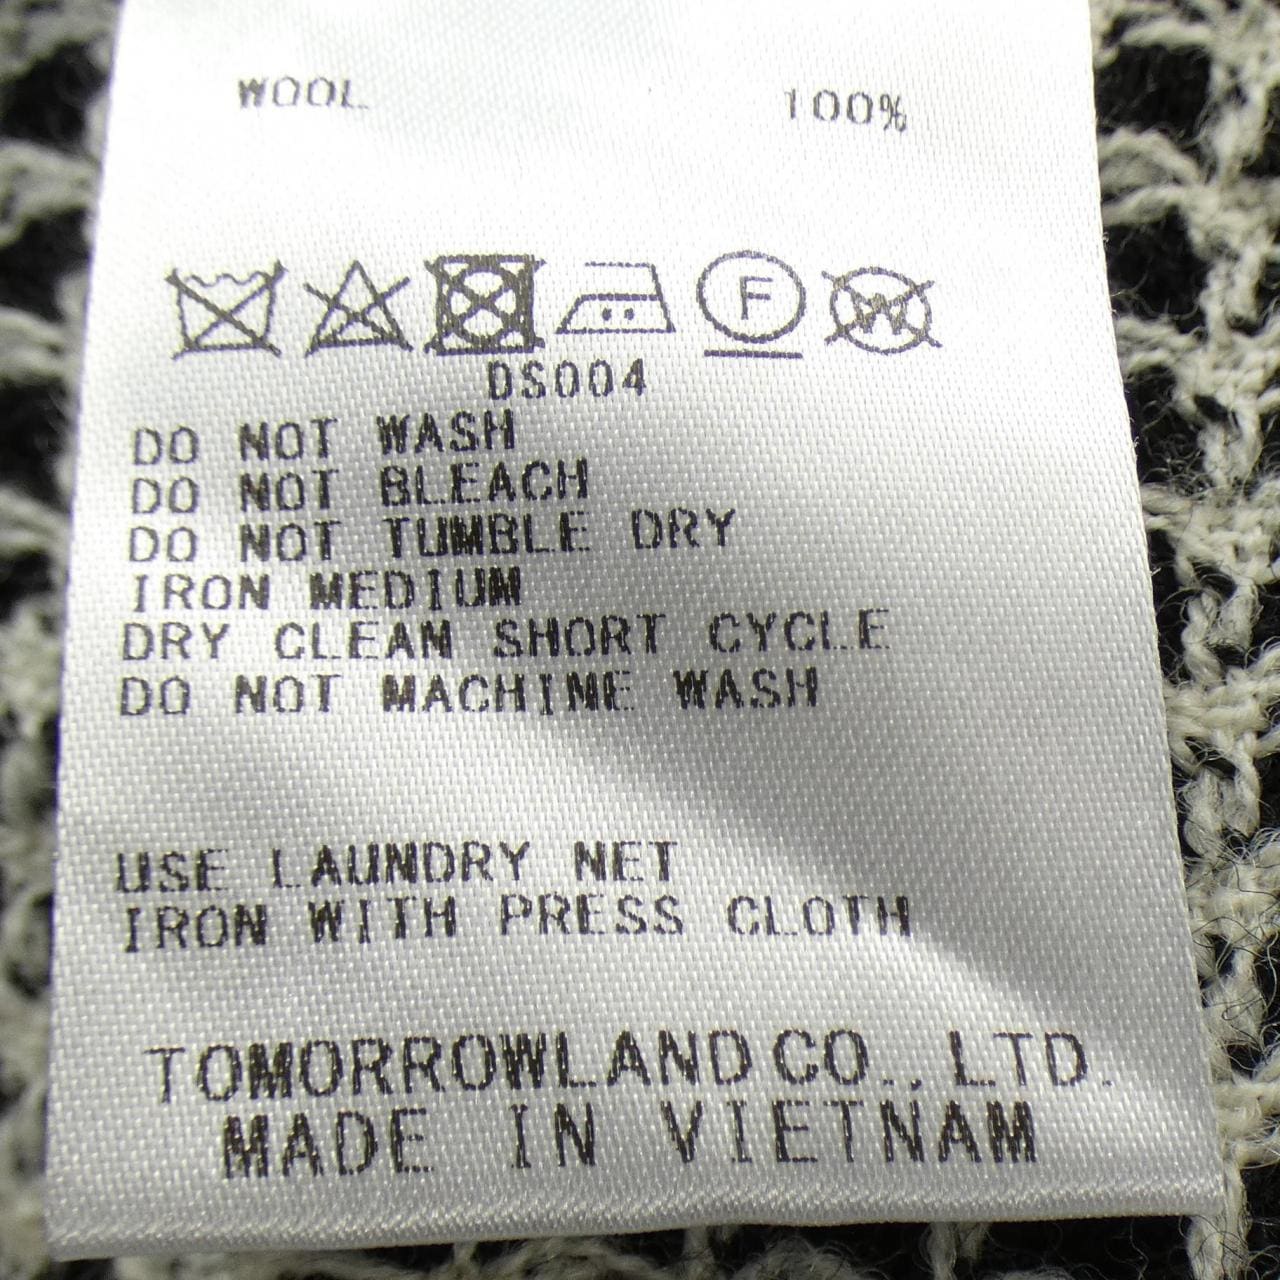 WOOL 100%
F W
DS004
DO NOT WASH
DO NOT BLEACH
DO NOT TUMBLE DRY
IRON MEDIUM
DRY CLEAN SHORT CYCLE
DO NOT MACHINE WASH
USE LAUNDRY NET
IRON WITH PRESS CLOTH
TOMORROWLAND CO., LTD.
MADE IN VIETNAM